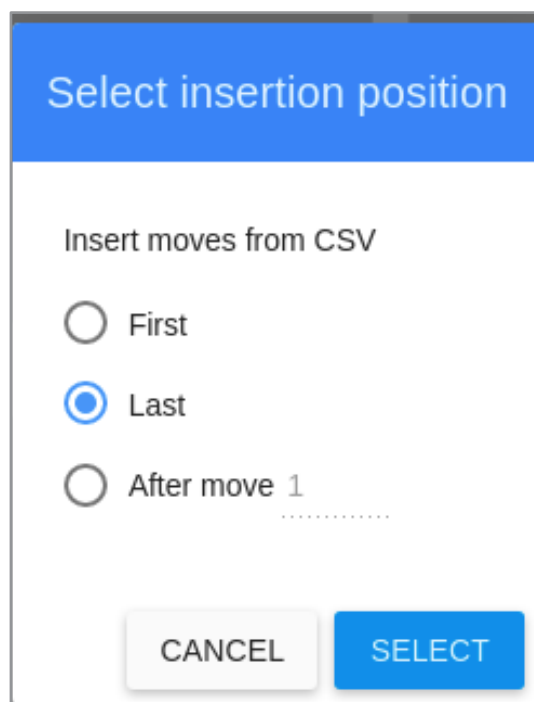 Select insertion position
Insert moves from CSV
First
Last
After move 1
CANCEL SELECT